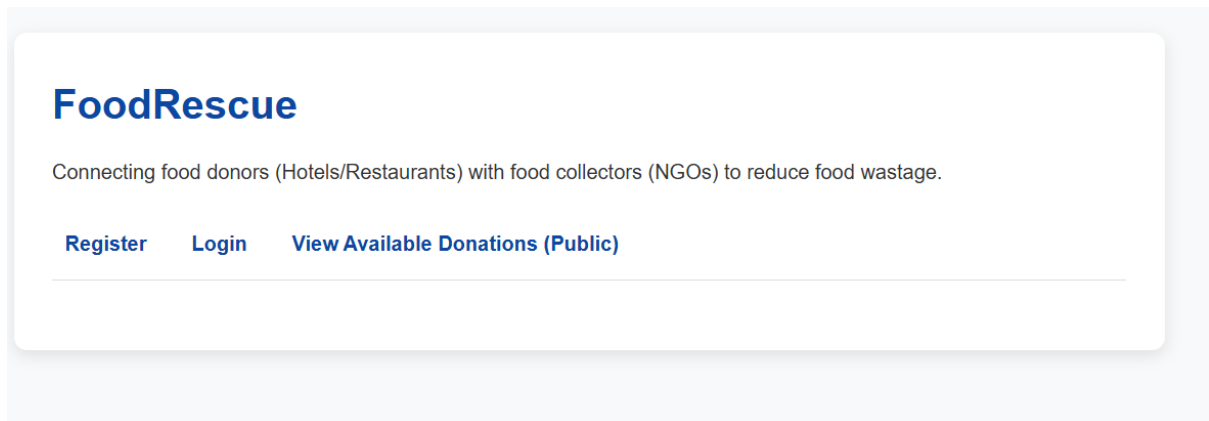 FoodRescue
Connecting food donors (Hotels/Restaurants) with food collectors (NGOs) to reduce food wastage.
Register Login View Available Donations (Public)